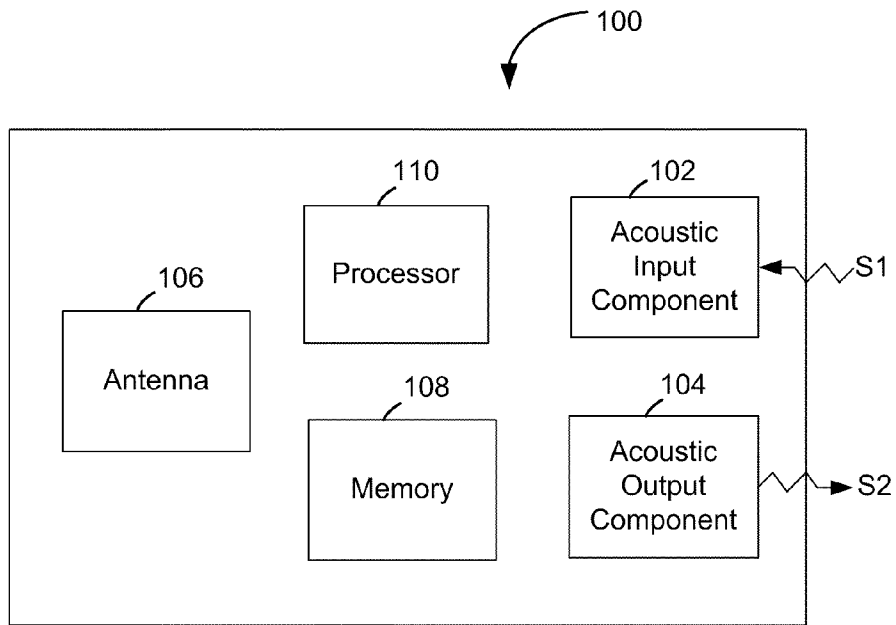 100
110
Processor
102
Acoustic
Input
Component
S1
106
Antenna
108
Memory
104
Acoustic
Output
Component
S2